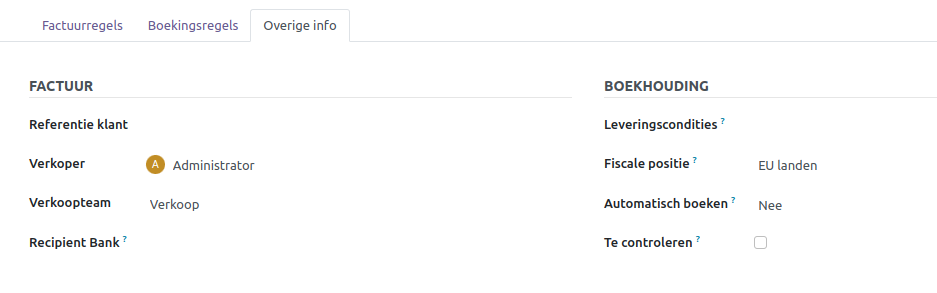 Factuurregels Boekingsregels Overige info
FACTUUR
Referentie klant
Verkoper A Administrator
Verkoopteam Verkoop
Recipient Bank ?
BOEKHOUDING
Leveringscondities ?
Fiscale positie ? EU landen
Automatisch boeken ? Nee
Te controleren ?